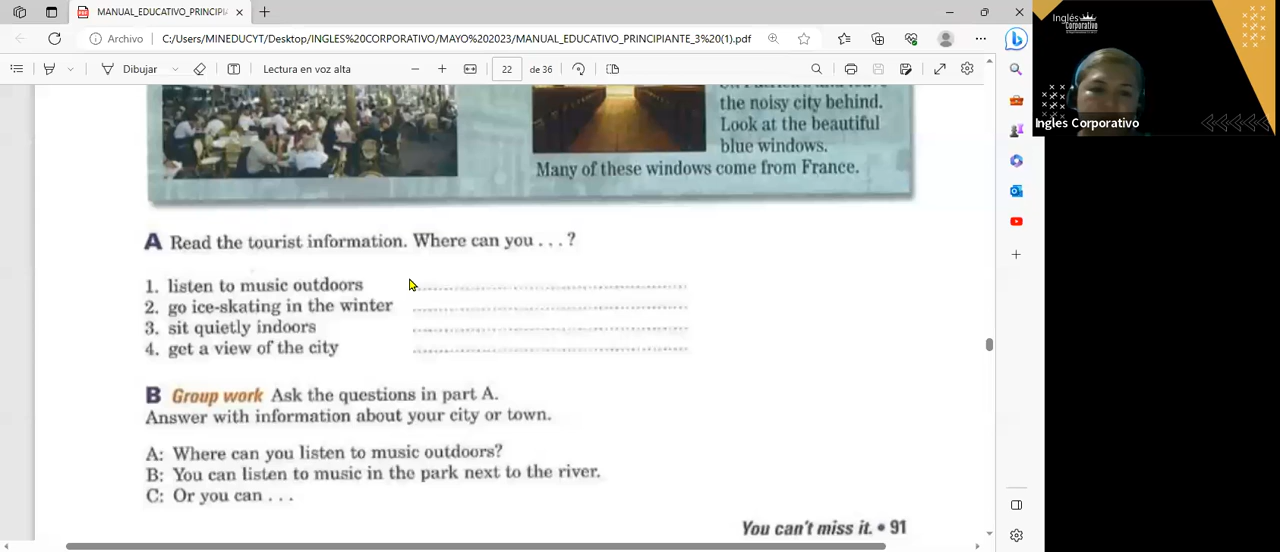 MANUAL_EDUCATIVO_PRINCIPIA
Archivo
C:/Users/MINEDUCYT/Desktop/INGLES%20CORPORATIVO/MAYO%202023/MANUAL_EDUCATIVO_PRINCIPIANTE_3%20(1).pdf
Dibujar
Lectura en voz alta
22
de 36
the noisy city behind.
Look at the beautiful
blue windows.
Many of these windows come from France.
A Read the tourist information. Where can you . . . ?
1. listen to music outdoors
2. go ice-skating in the winter
3. sit quietly indoors
4. get a view of the city
B Group work Ask the questions in part A.
Answer with information about your city or town.
A: Where can you listen to music outdoors?
B: You can listen to music in the park next to the river.
C: Or you can . . .
You can't miss it. • 91
Inglés
Corporativo
Ingles Corporativo